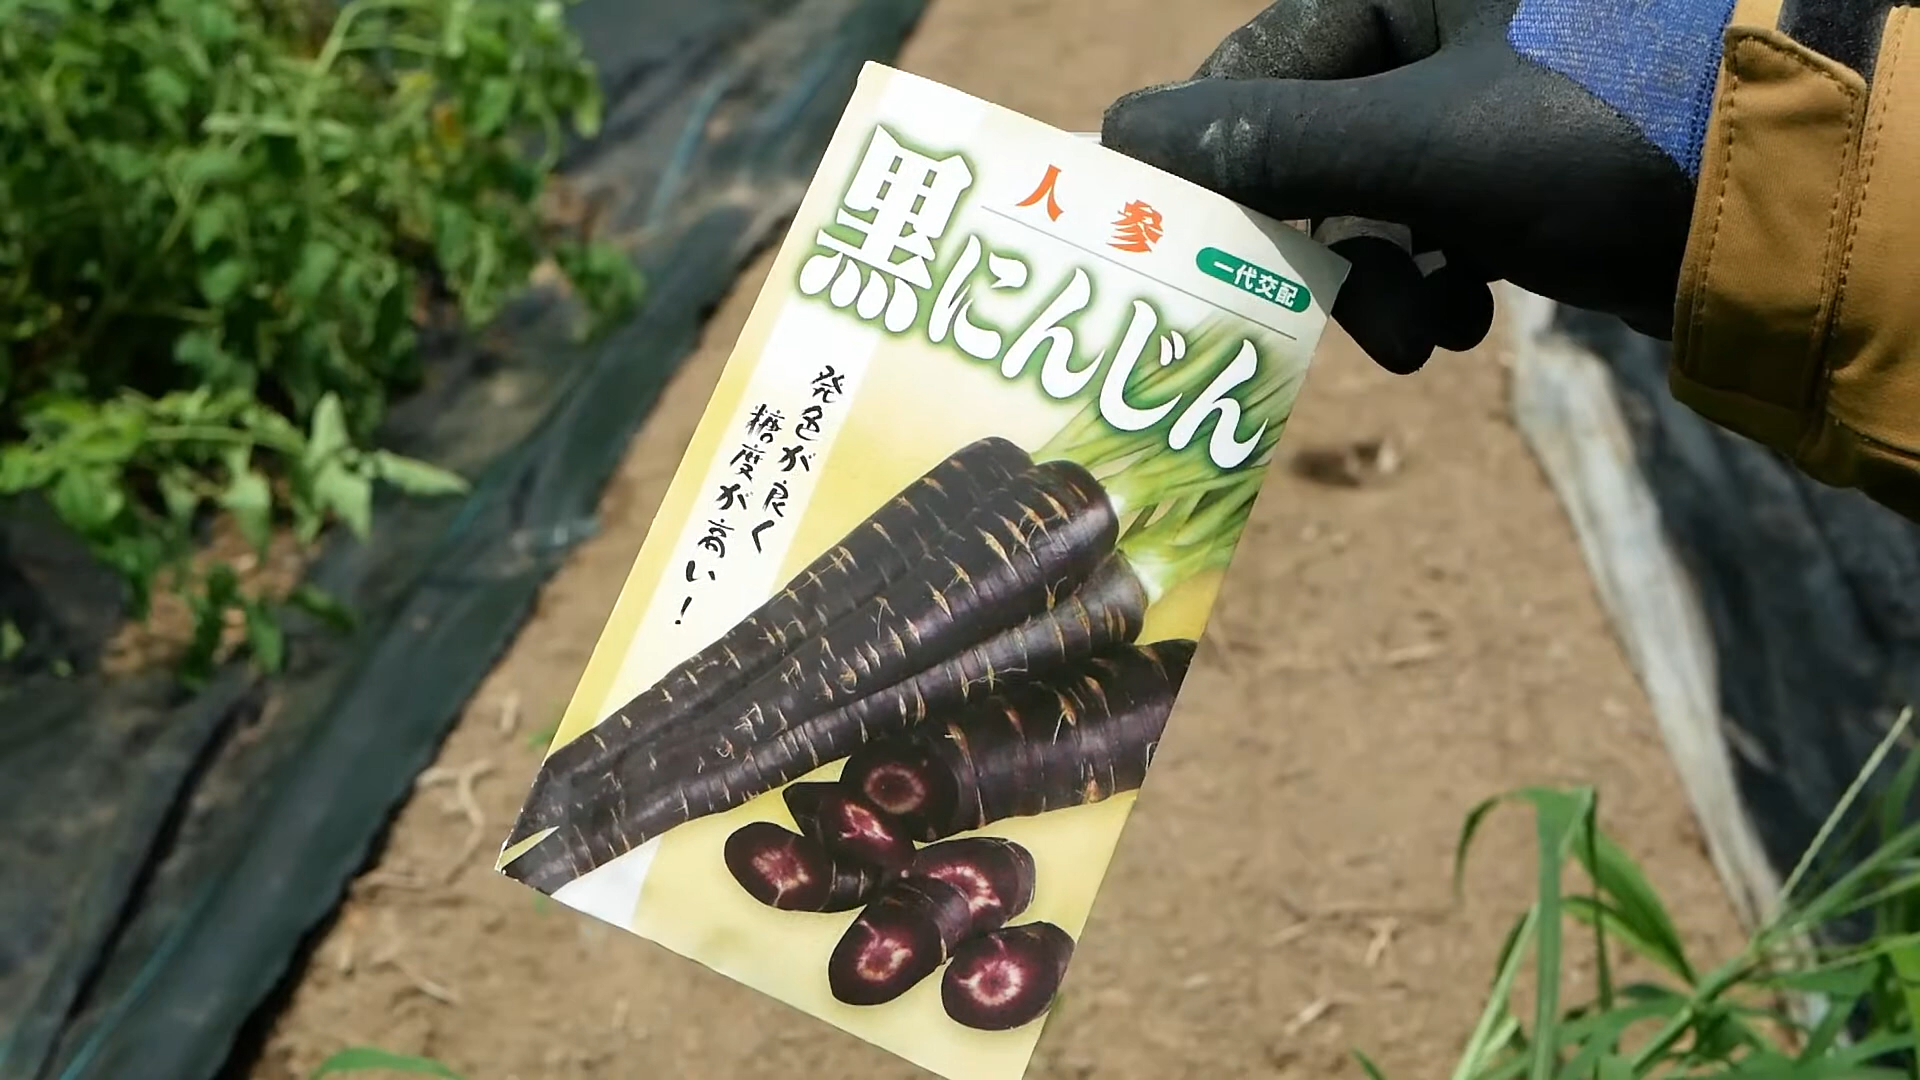 人参
一代交配
黒にんじん
発色が良く
糖度が高い！